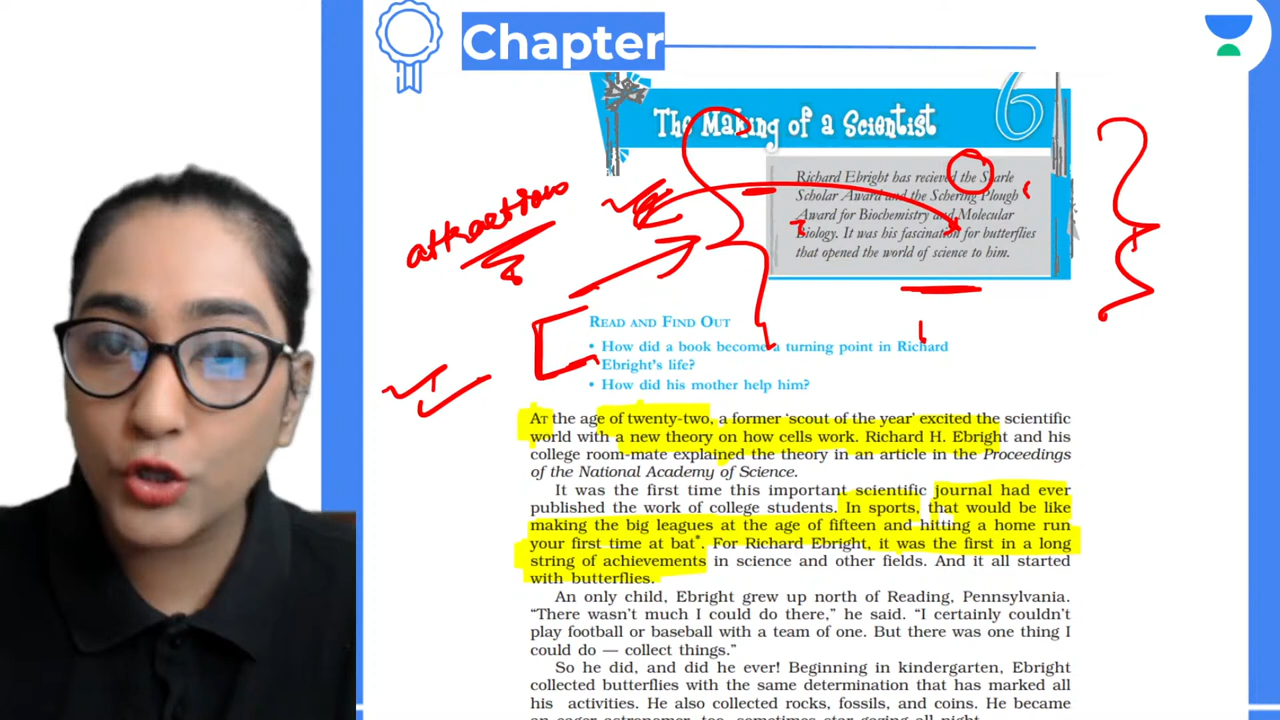 Chapter
6
The Making of a Scientist
Richard Ebright has recieved the Searle
Scholar Award and the Schering Plough
Award for Biochemistry and Molecular
Biology. It was his fascination for butterflies
that opened the world of science to him.
attraction
READ AND FIND OUT
• How did a book become a turning point in Richard
Ebright's life?
• How did his mother help him?
AT the age of twenty-two, a former ‘scout of the year’ excited the scientific
world with a new theory on how cells work. Richard H. Ebright and his
college room-mate explained the theory in an article in the Proceedings
of the National Academy of Science.
It was the first time this important scientific journal had ever
published the work of college students. In sports, that would be like
making the big leagues at the age of fifteen and hitting a home run
your first time at bat*. For Richard Ebright, it was the first in a long
string of achievements in science and other fields. And it all started
with butterflies.
An only child, Ebright grew up north of Reading, Pennsylvania.
“There wasn’t much I could do there,” he said. “I certainly couldn’t
play football or baseball with a team of one. But there was one thing I
could do — collect things.”
So he did, and did he ever! Beginning in kindergarten, Ebright
collected butterflies with the same determination that has marked all
his activities. He also collected rocks, fossils, and coins. He became
an eager astronomer, too, sometimes star-gazing all night.